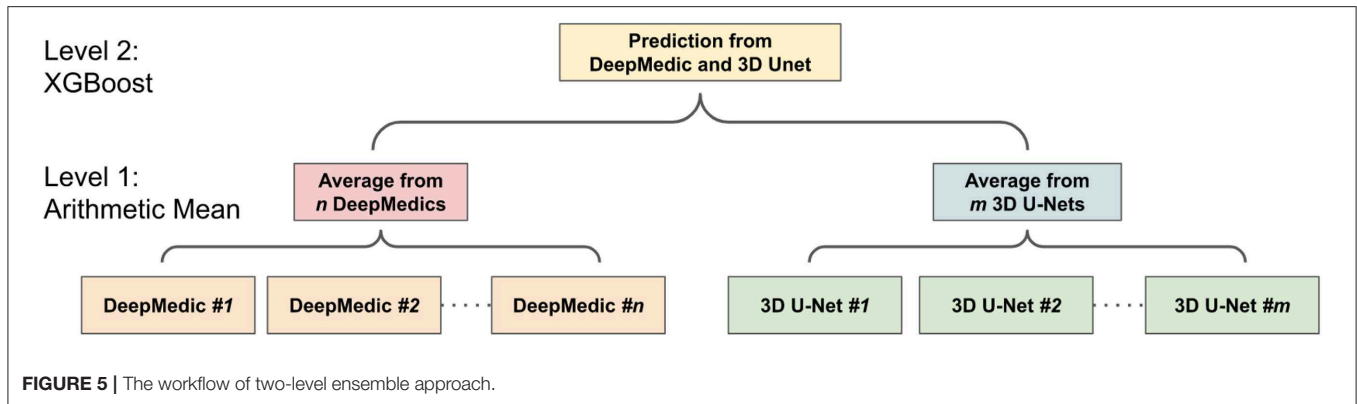 Level 2:
XGBoost
Prediction from
DeepMedic and 3D Unet
Level 1:
Arithmetic Mean
Average from
n DeepMedics
Average from
m 3D U-Nets
DeepMedic #1
DeepMedic #2
DeepMedic #n
3D U-Net #1
3D U-Net #2
3D U-Net #m
FIGURE 5 | The workflow of two-level ensemble approach.